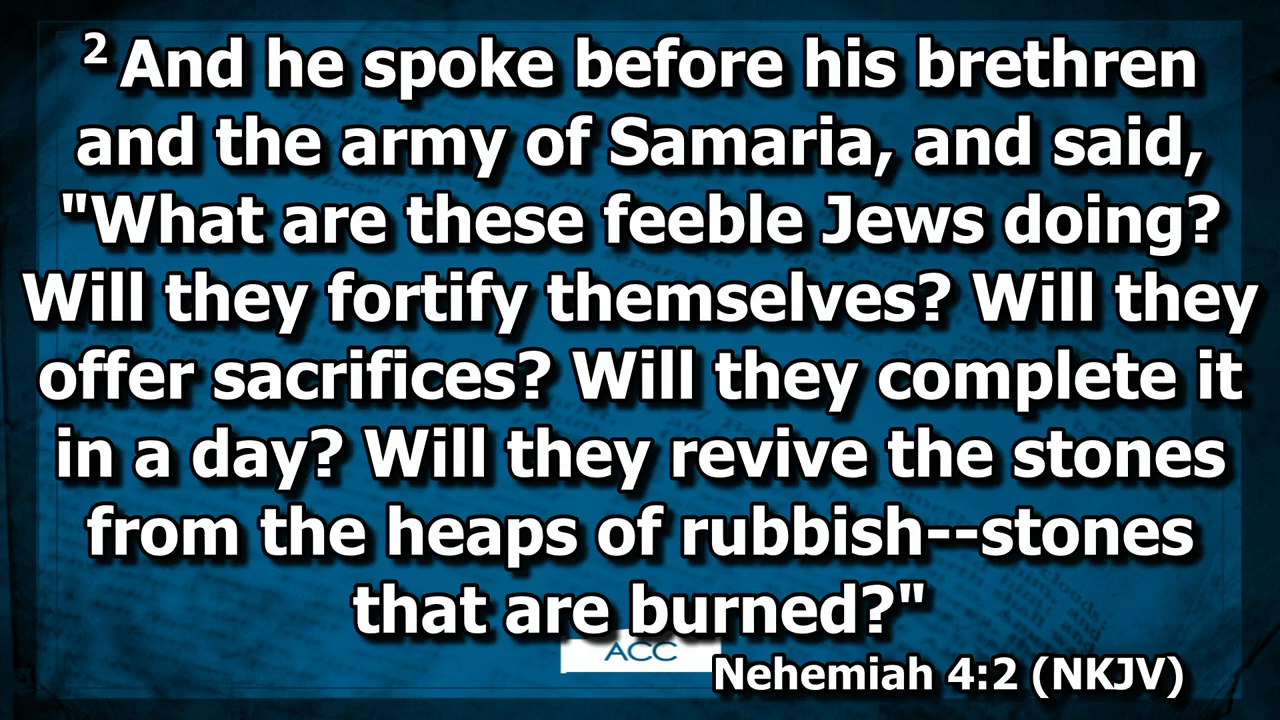 2 And he spoke before his brethren
and the army of Samaria, and said,
"What are these feeble Jews doing?
Will they fortify themselves? Will they
offer sacrifices? Will they complete it
in a day? Will they revive the stones
from the heaps of rubbish--stones
that are burned?"
ACC
Nehemiah 4:2 (NKJV)